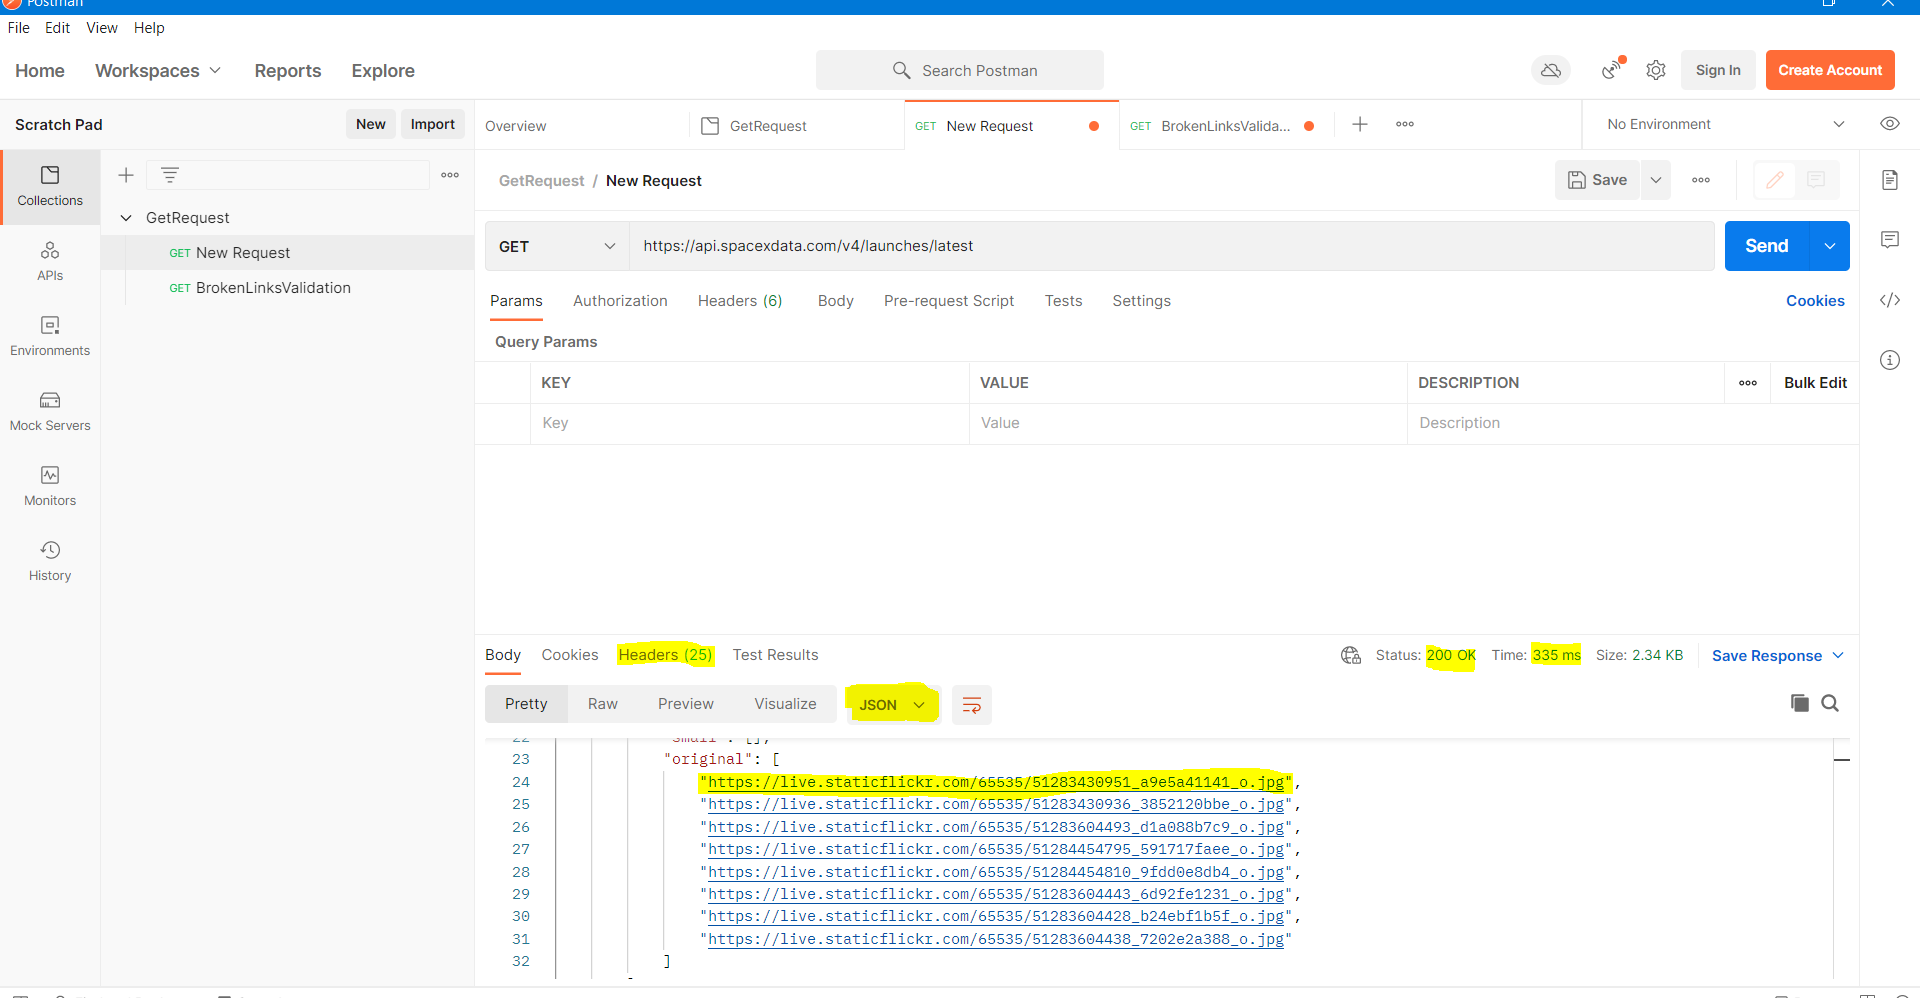 Postman
File Edit View Help
Home Workspaces Reports Explore Search Postman Sign In Create Account
Scratch Pad New Import Overview GetRequest GET New Request GET BrokenLinksValida... No Environment
Collections
APIs
Environments
Mock Servers
Monitors
History
GetRequest
GET New Request
GET BrokenLinksValidation
GetRequest / New Request Save
GET https://api.spacexdata.com/v4/launches/latest Send
Params Authorization Headers (6) Body Pre-request Script Tests Settings Cookies
Query Params
KEY VALUE DESCRIPTION Bulk Edit
Key Value Description
Body Cookies Headers (25) Test Results Status: 200 OK Time: 335 ms Size: 2.34 KB Save Response
Pretty Raw Preview Visualize JSON
22 "small": [],
23 "original": [
24 "https://live.staticflickr.com/65535/51283430951_a9e5a41141_o.jpg",
25 "https://live.staticflickr.com/65535/51283430936_3852120bbe_o.jpg",
26 "https://live.staticflickr.com/65535/51283604493_d1a088b7c9_o.jpg",
27 "https://live.staticflickr.com/65535/51284454795_591717faee_o.jpg",
28 "https://live.staticflickr.com/65535/51284454810_9fdd0e8db4_o.jpg",
29 "https://live.staticflickr.com/65535/51283604443_6d92fe1231_o.jpg",
30 "https://live.staticflickr.com/65535/51283604428_b24ebf1b5f_o.jpg",
31 "https://live.staticflickr.com/65535/51283604438_7202e2a388_o.jpg"
32 ]